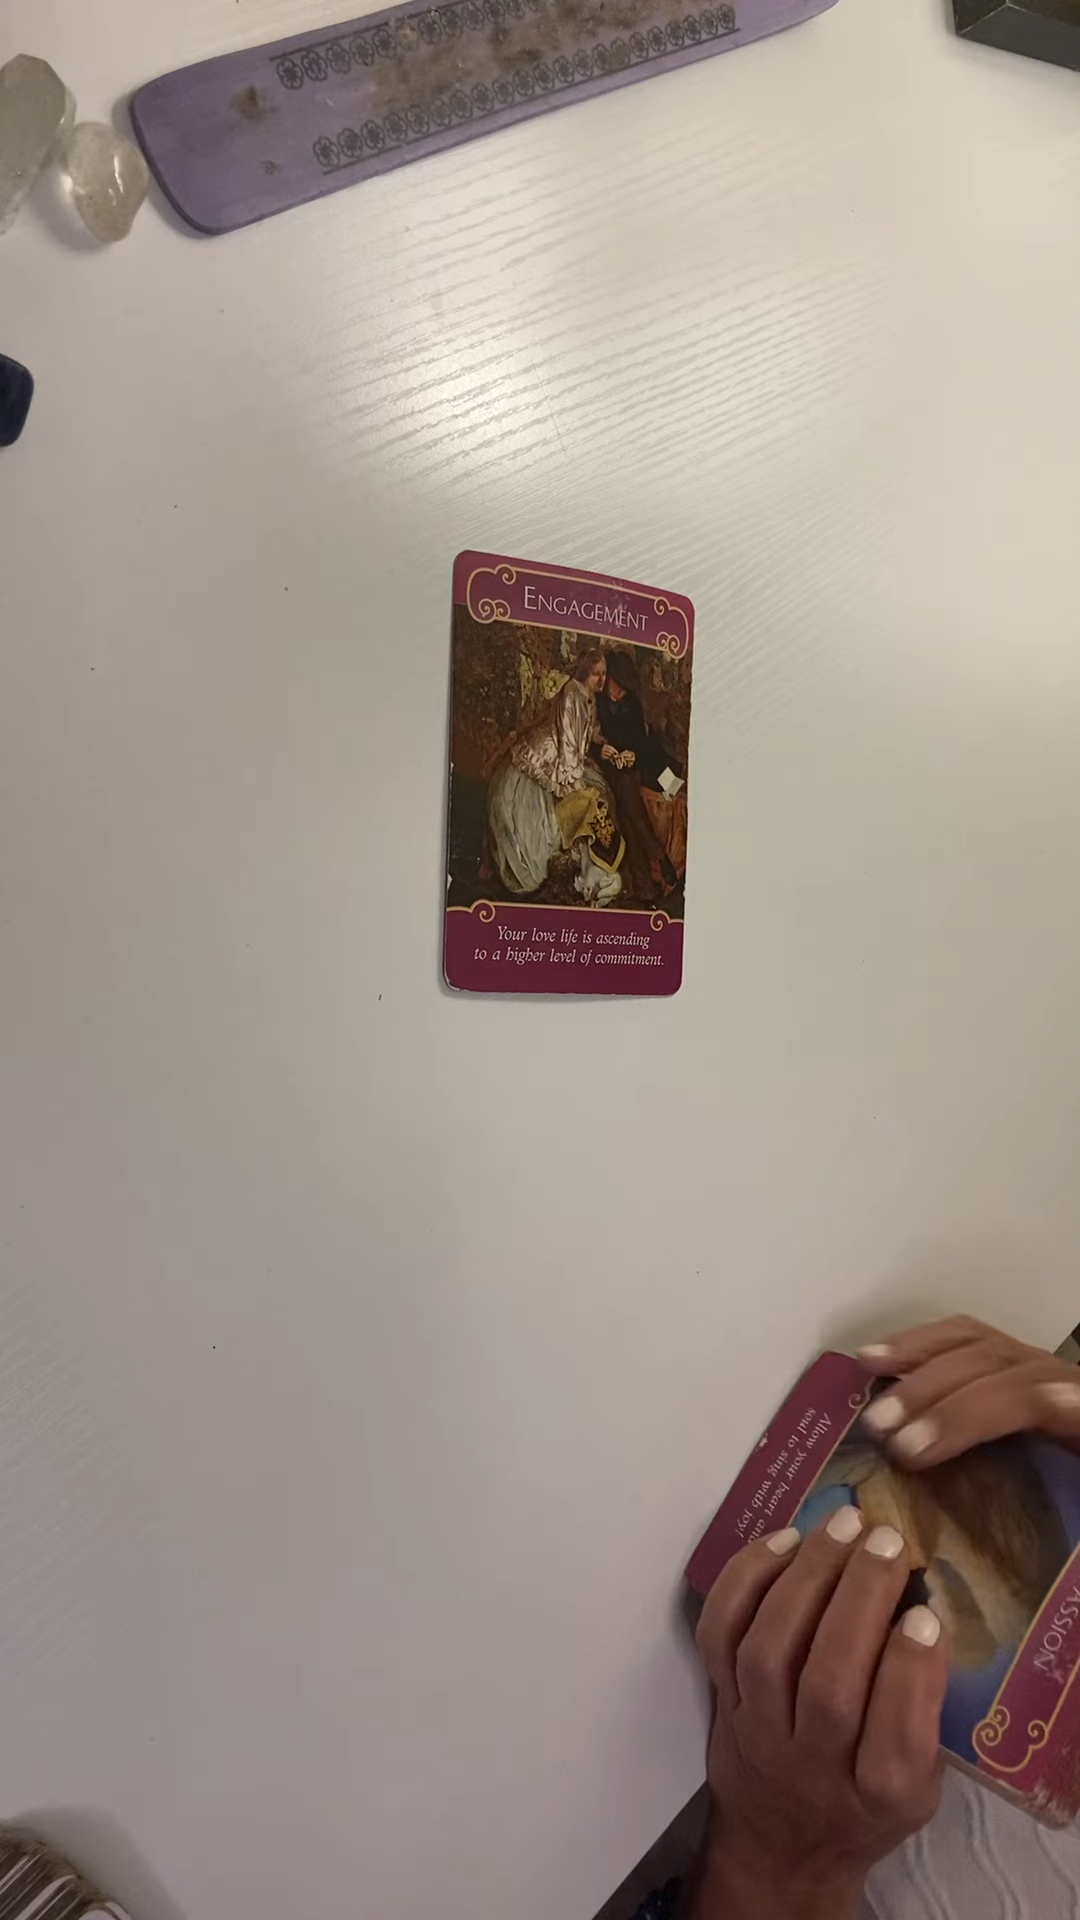 ENGAGEMENT
Your love life is ascending
to a higher level of commitment.
Allow your heart and
soul to sing with joy!
ASSION